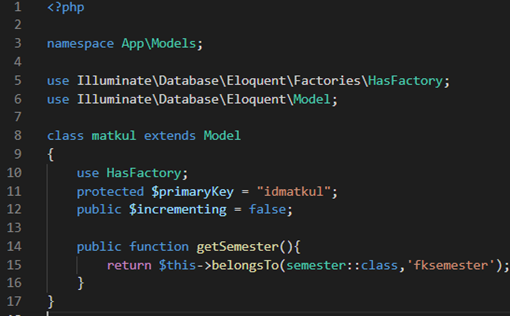 1 <?php
2
3 namespace App\Models;
4
5 use Illuminate\Database\Eloquent\Factories\HasFactory;
6 use Illuminate\Database\Eloquent\Model;
7
8 class matkul extends Model
9 {
10     use HasFactory;
11     protected $primaryKey = "idmatkul";
12     public $incrementing = false;
13
14     public function getSemester(){
15         return $this->belongsTo(semester::class,'fksemester');
16     }
17 }